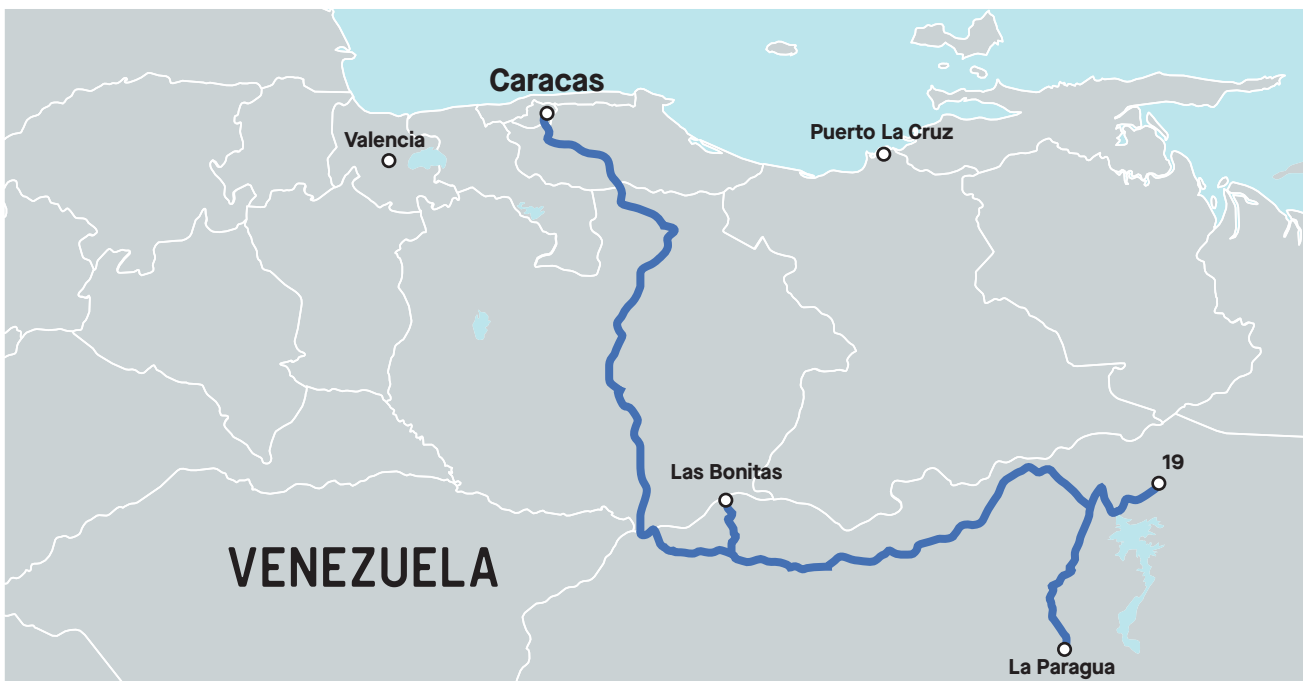 Caracas
Valencia
Puerto La Cruz
Las Bonitas
19
VENEZUELA
La Paragua